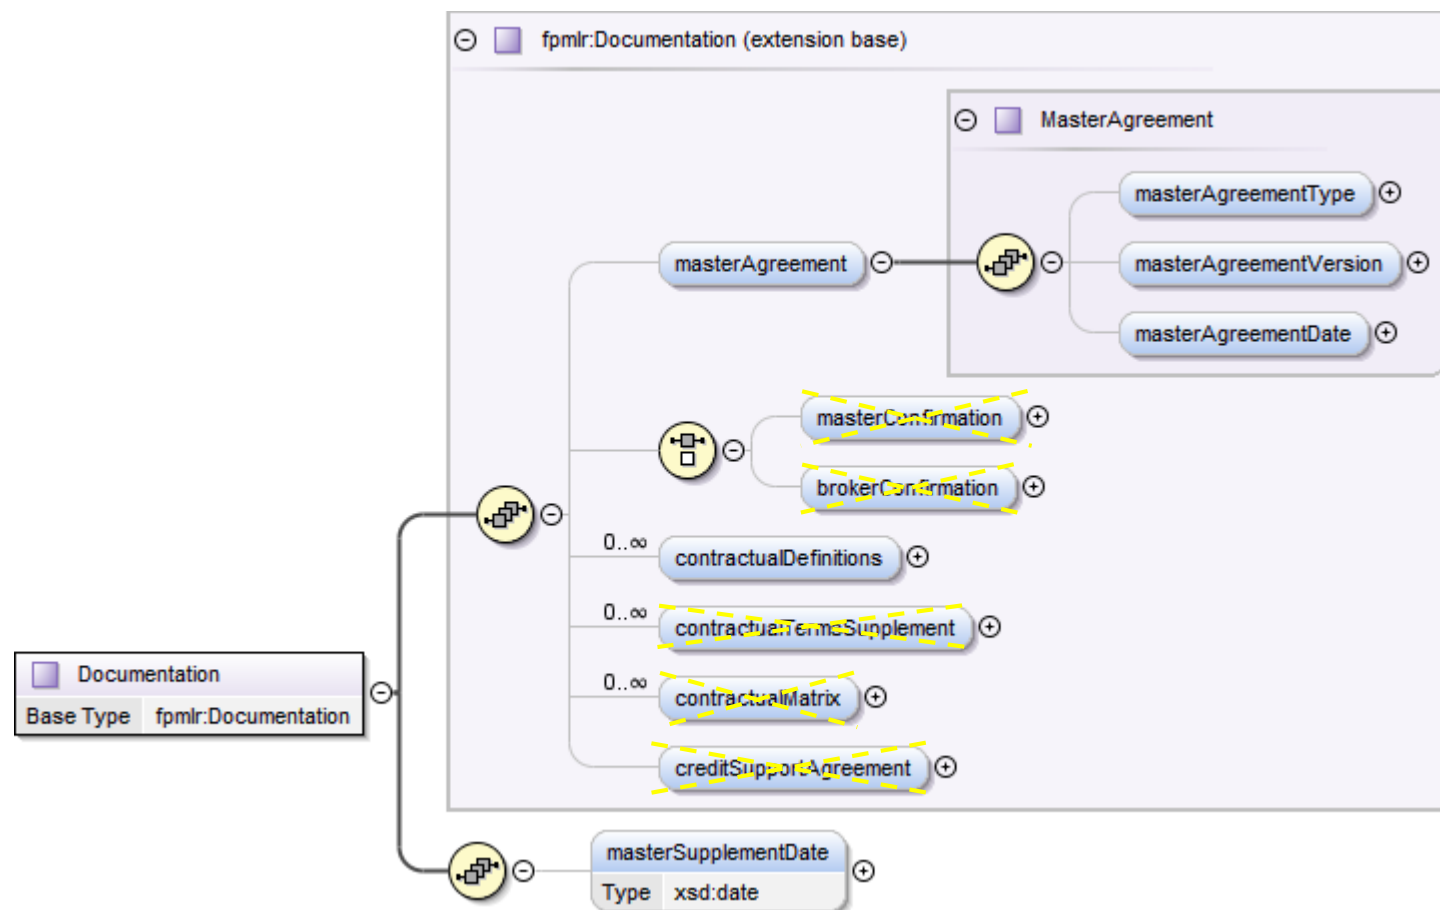 fpmlr:Documentation (extension base)
MasterAgreement
masterAgreementType
masterAgreement
masterAgreementVersion
masterAgreementDate
masterConfirmation
brokerConfirmation
0..∞
contractualDefinitions
0..∞
contractualTermsSupplement
0..∞
contractualMatrix
creditSupportAgreement
Documentation
Base Type fpmlr:Documentation
masterSupplementDate
Type xsd:date